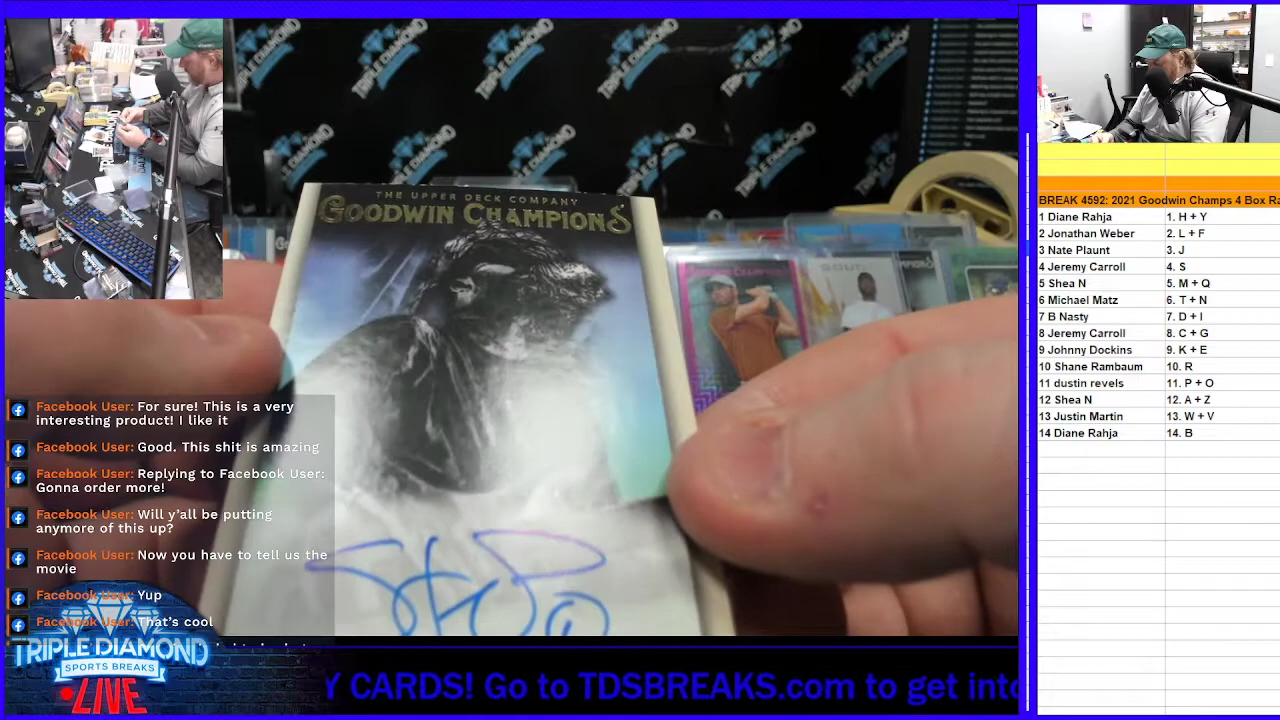 TRIPLE DIAMOND
THE UPPER DECK COMPANY
GOODWIN CHAMPIONS
Facebook User: For sure! This is a very
interesting product! I like it
Facebook User: Good. This shit is amazing
Facebook User: Replying to Facebook User:
Gonna order more!
Facebook User: Will y'all be putting
anymore of this up?
Facebook User: Now you have to tell us the
movie
Facebook User: Yup
Facebook User: That's cool
TRIPLE DIAMOND
SPORTS BREAKS
LIVE
Y CARDS! Go to TDSBREAKS.com to get into
BREAK 4592: 2021 Goodwin Champs 4 Box Ra
1 Diane Rahja 1. H + Y
2 Jonathan Weber 2. L + F
3 Nate Plaunt 3. J
4 Jeremy Carroll 4. S
5 Shea N 5. M + Q
6 Michael Matz 6. T + N
7 B Nasty 7. D + I
8 Jeremy Carroll 8. C + G
9 Johnny Dockins 9. K + E
10 Shane Rambaum 10. R
11 dustin revels 11. P + O
12 Shea N 12. A + Z
13 Justin Martin 13. W + V
14 Diane Rahja 14. B